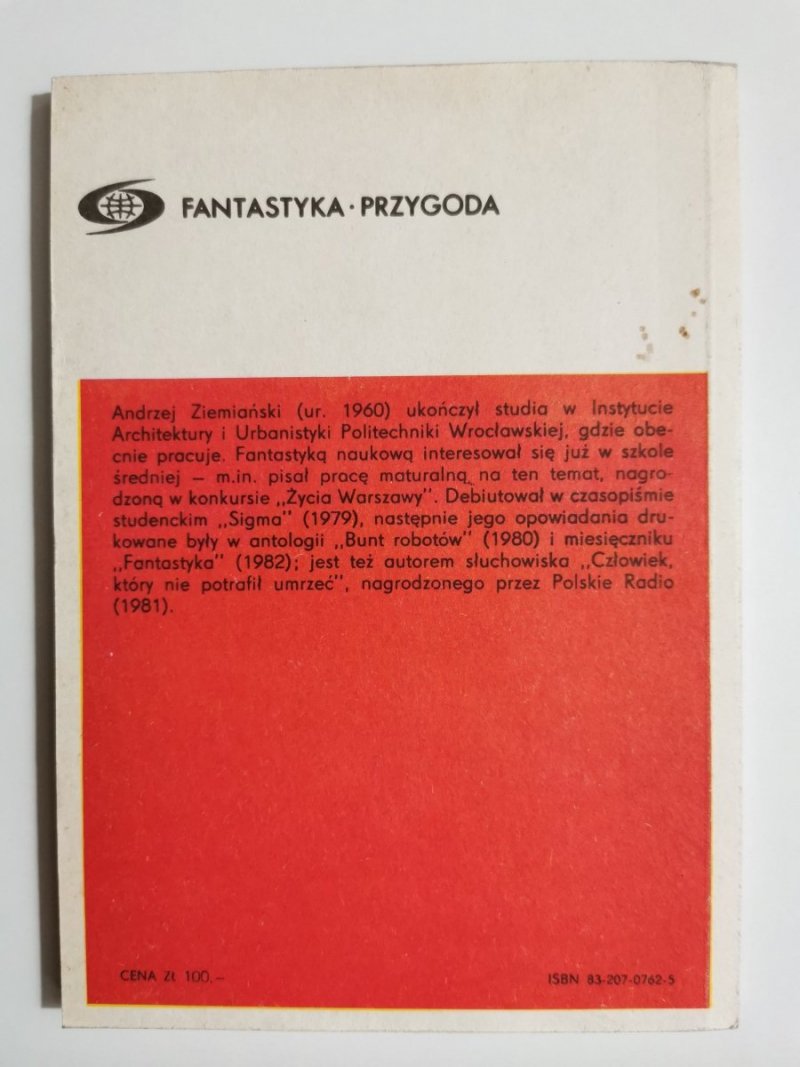 FANTASTYKA · PRZYGODA
Andrzej Ziemiański (ur. 1960) ukończył studia w Instytucie
Architektury i Urbanistyki Politechniki Wrocławskiej, gdzie obe-
cnie pracuje. Fantastyką naukową interesował się już w szkole
średniej – m.in. pisał pracę maturalną na ten temat, nagro-
dzoną w konkursie „Życia Warszawy". Debiutował w czasopiśmie
studenckim „Sigma" (1979), następnie jego opowiadania dru-
kowane były w antologii „Bunt robotów" (1980) i miesięczniku
„Fantastyka" (1982); jest też autorem słuchowiska „Człowiek,
który nie potrafił umrzeć", nagrodzonego przez Polskie Radio
(1981).
CENA ZŁ 100.–
ISBN 83-207-0762-5